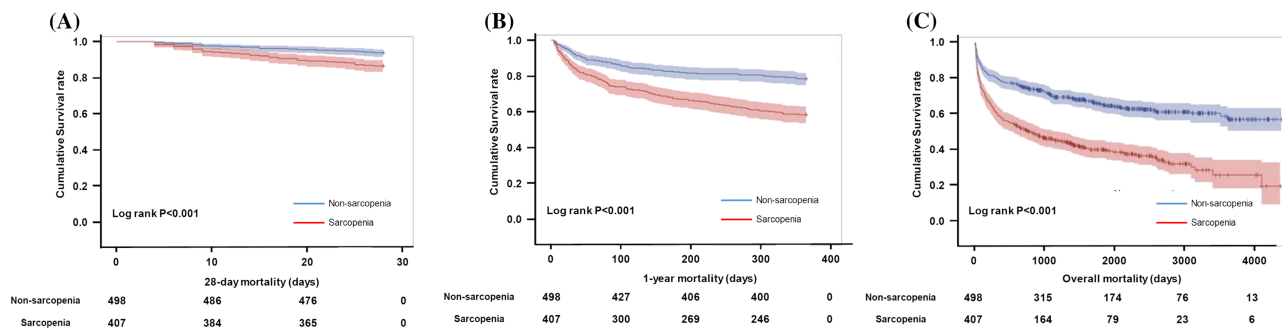 (A)
1.0
0.8
0.6
0.4
0.2
0.0
Cumulative Survival rate
Log rank P<0.001
Non-sarcopenia
Sarcopenia
0 10 20 30
28-day mortality (days)
Non-sarcopenia 498 486 476 0
Sarcopenia 407 384 365 0
(B)
1.0
0.8
0.6
0.4
0.2
0.0
Cumulative Survival rate
Log rank P<0.001
Non-sarcopenia
Sarcopenia
0 100 200 300 400
1-year mortality (days)
Non-sarcopenia 498 427 406 400 0
Sarcopenia 407 300 269 246 0
(C)
1.0
0.8
0.6
0.4
0.2
0.0
Cumulative Survival rate
Log rank P<0.001
Non-sarcopenia
Sarcopenia
0 1000 2000 3000 4000
Overall mortality (days)
Non-sarcopenia 498 315 174 76 13
Sarcopenia 407 164 79 23 6